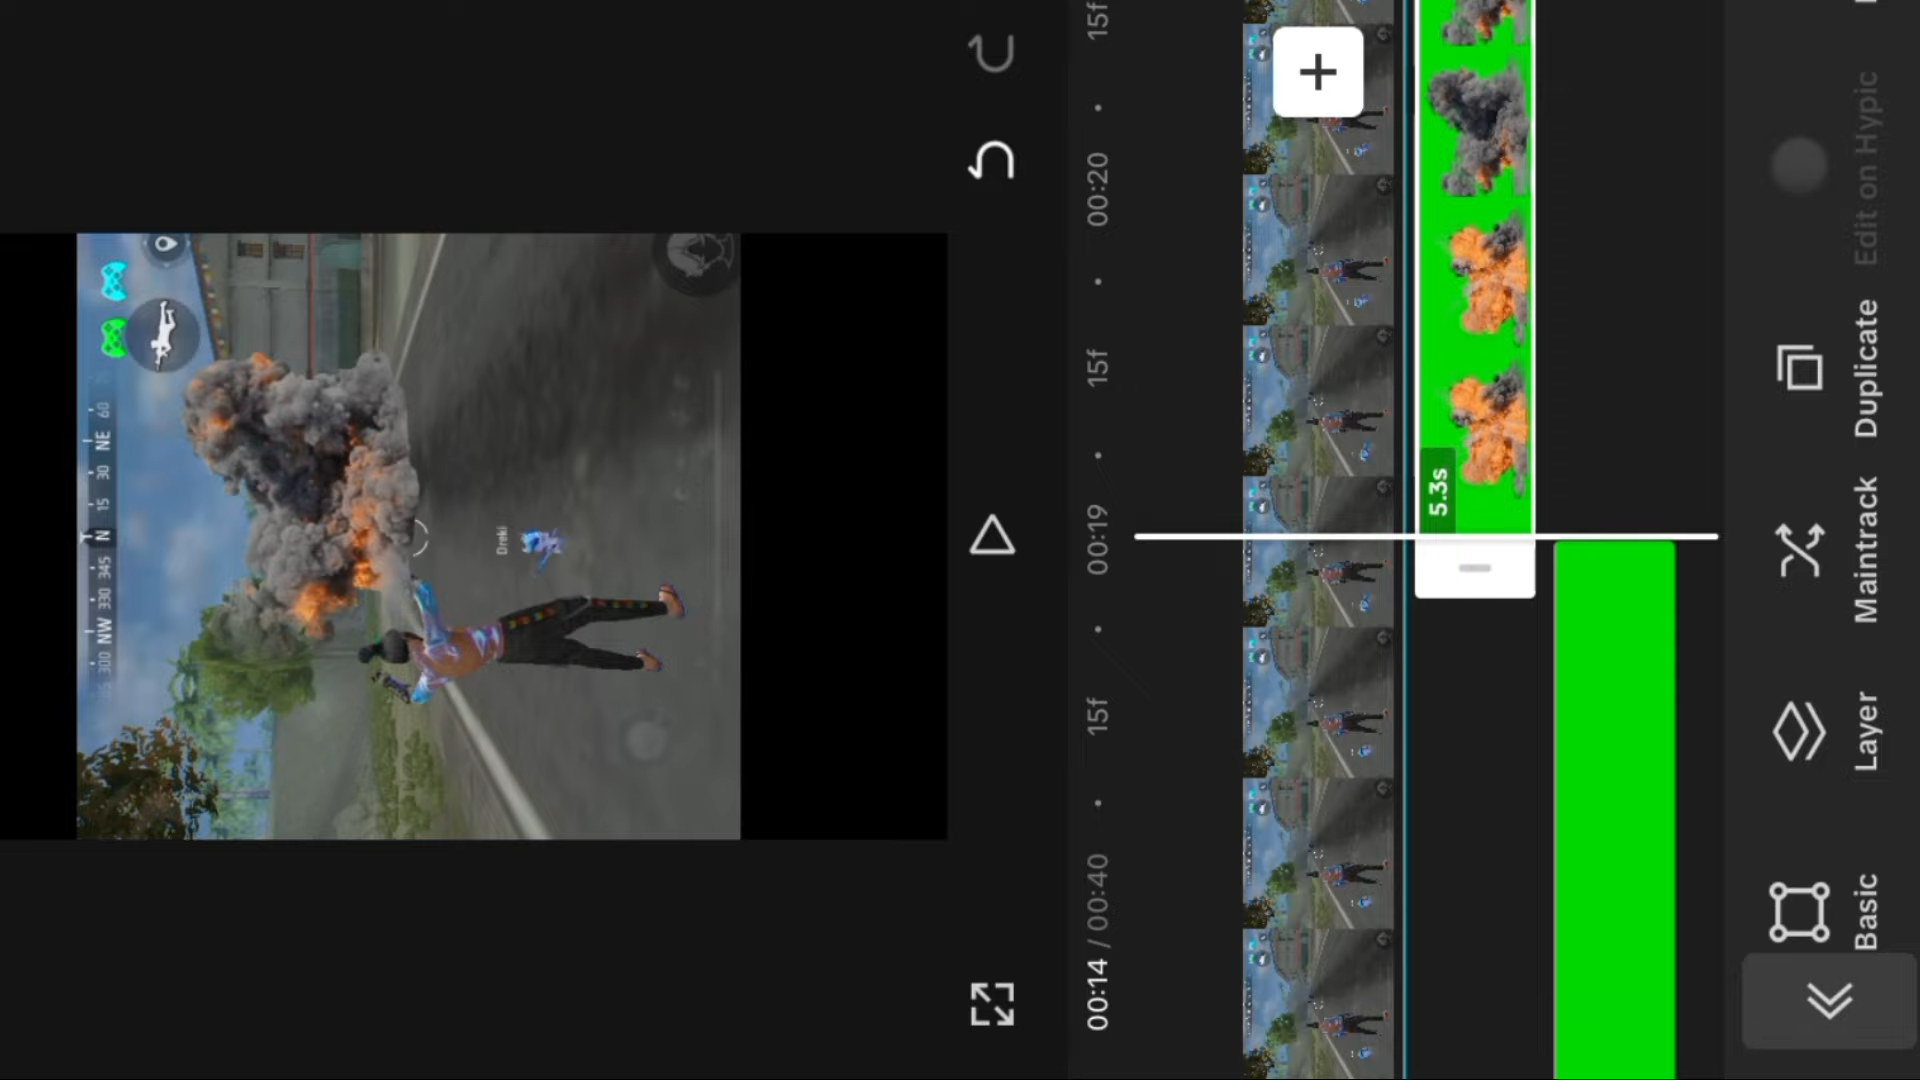 300 NW 330 345 N 15 30 NE 60
Dreki
00:14 / 00:40 • 15f • 00:19 • 15f • 00:20 • 15f
5.3s
Basic Layer Maintrack Duplicate Edit on Hypic